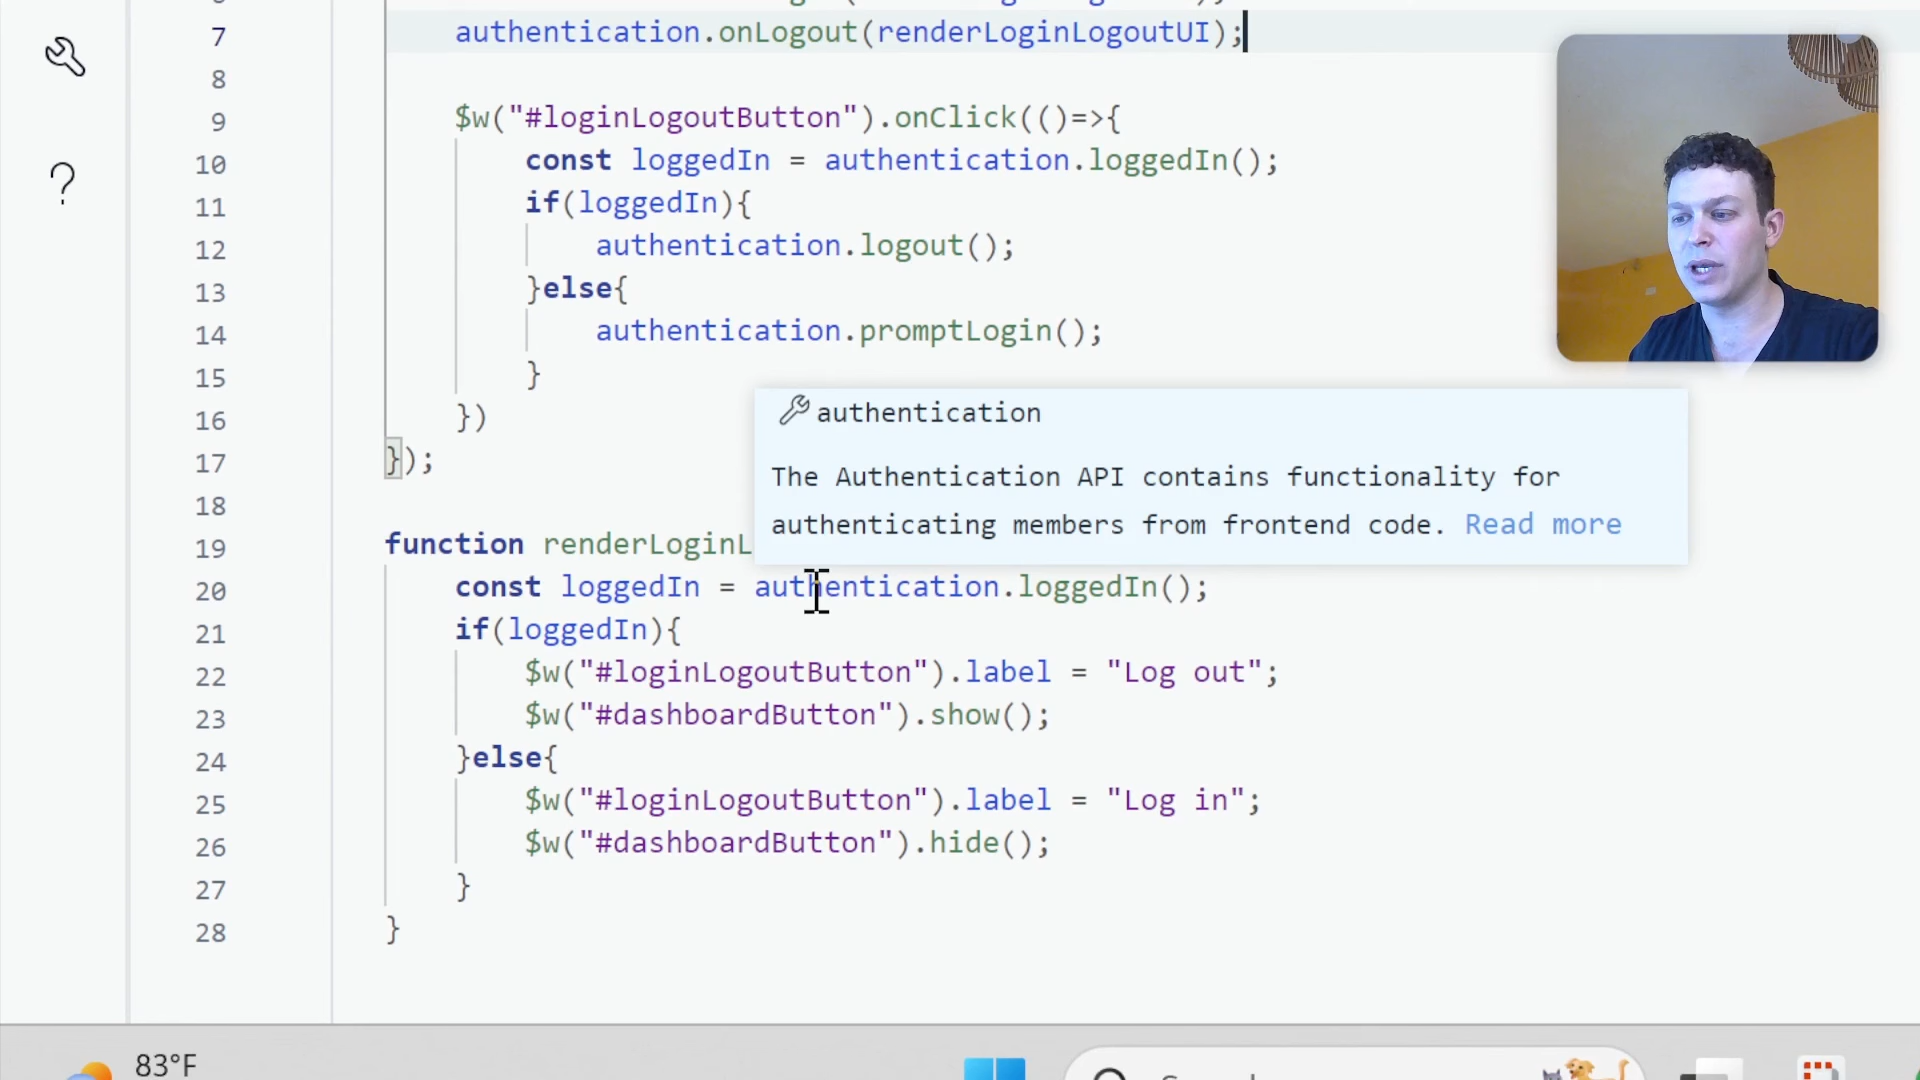 7 authentication.onLogout(renderLoginLogoutUI);
8
9 $w("#loginLogoutButton").onClick(()=>{
10 const loggedIn = authentication.loggedIn();
11 if(loggedIn){
12 authentication.logout();
13 }else{
14 authentication.promptLogin();
15 }
16 })
17 });
18
authentication
The Authentication API contains functionality for
authenticating members from frontend code. Read more
19 function renderLoginL
20 const loggedIn = authentication.loggedIn();
21 if(loggedIn){
22 $w("#loginLogoutButton").label = "Log out";
23 $w("#dashboardButton").show();
24 }else{
25 $w("#loginLogoutButton").label = "Log in";
26 $w("#dashboardButton").hide();
27 }
28 }
83°F